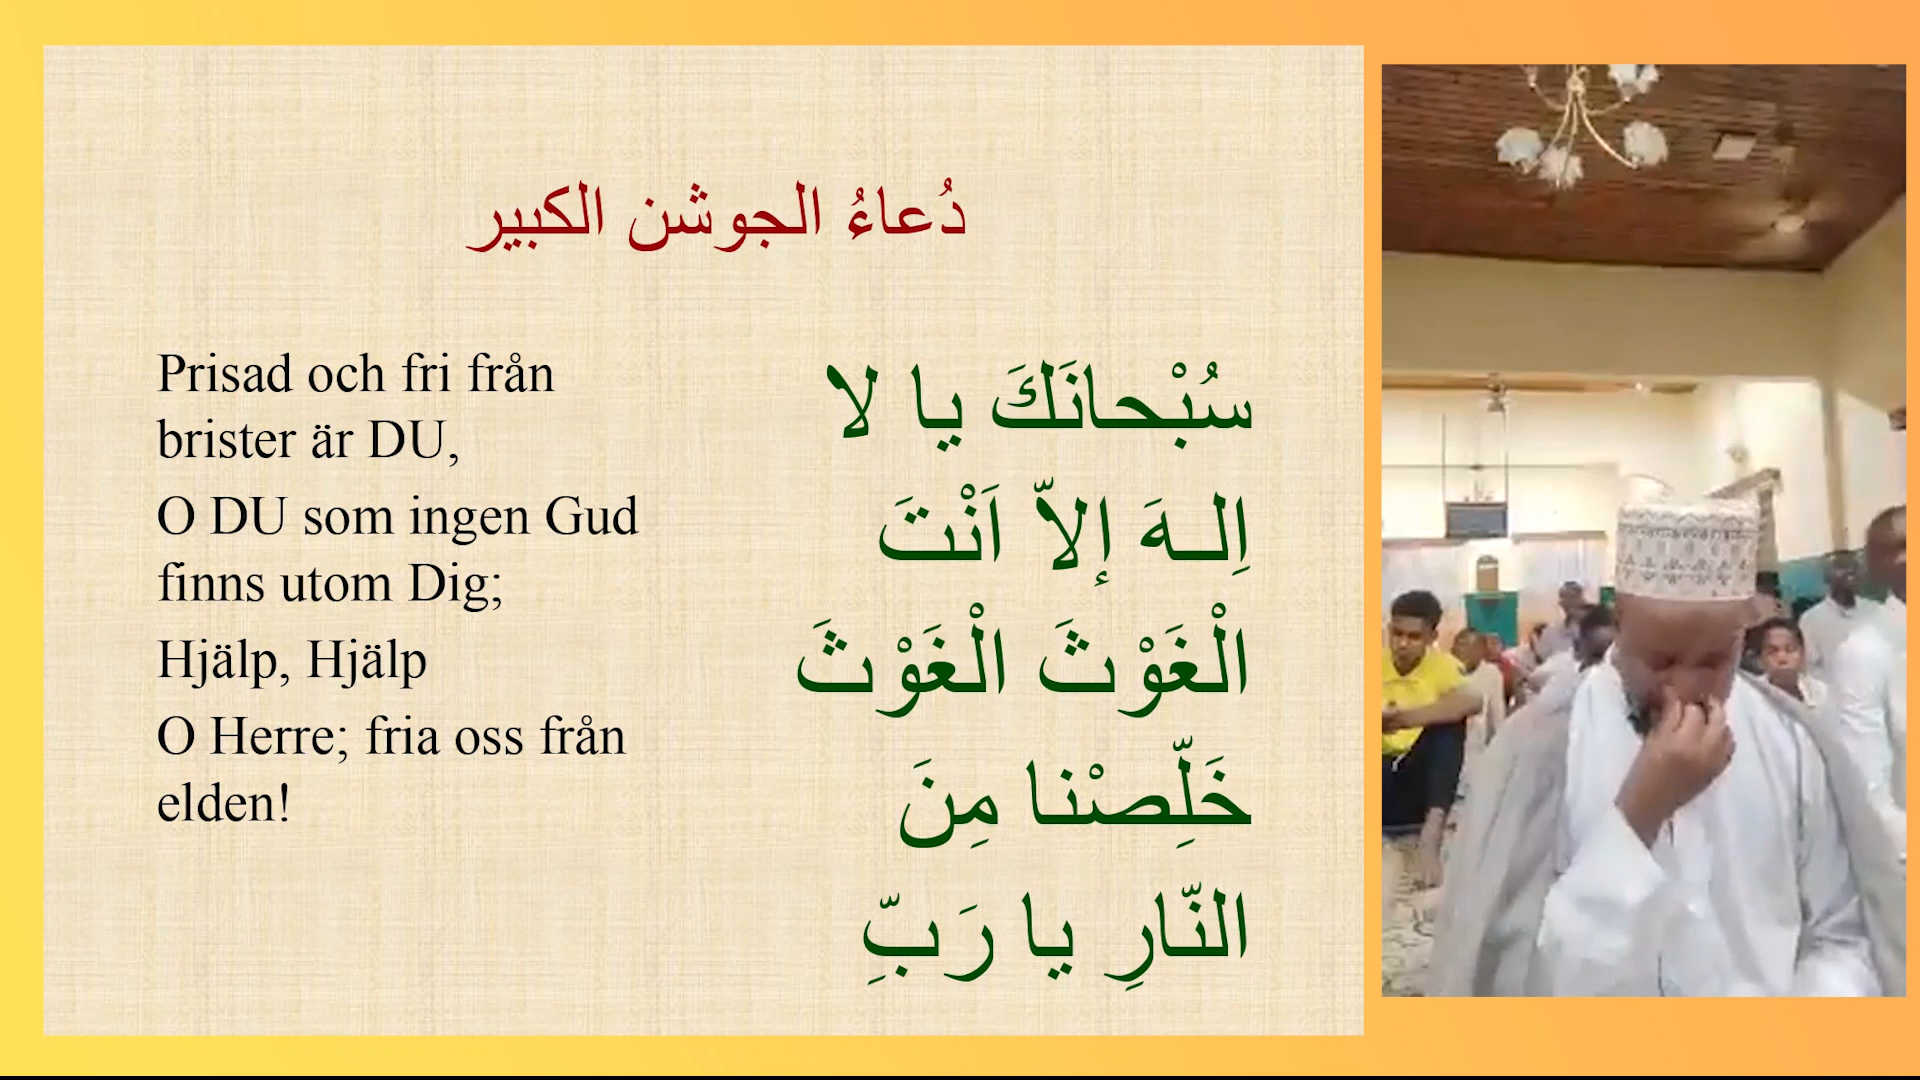 دُعاءُ الجوشن الكبير
Prisad och fri från
brister är DU,
O DU som ingen Gud
finns utom Dig;
Hjälp, Hjälp
O Herre; fria oss från
elden!
سُبْحانَكَ يا لا
اِلـهَ إلاّ اَنْتَ
الْغَوْثَ الْغَوْثَ
خَلِّصْنا مِنَ
النّارِ يا رَبِّ